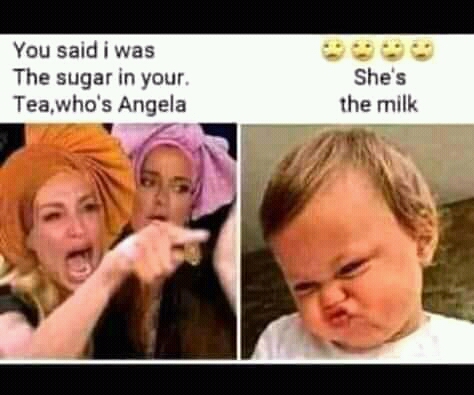 You said i was
The sugar in your.
Tea,who's Angela
🙄🙄🙄🙄
She's
the milk